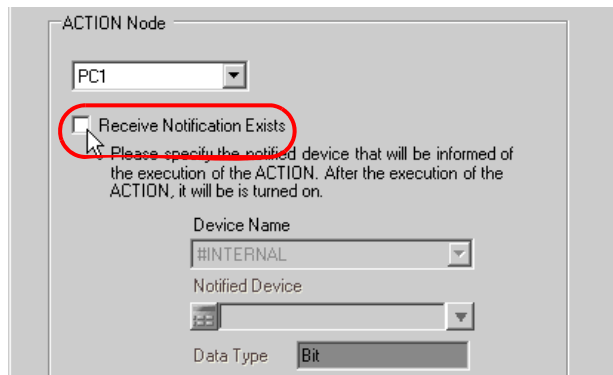 ACTION Node
PC1
Receive Notification Exists
Please specify the notified device that will be informed of
the execution of the ACTION. After the execution of the
ACTION, it will be is turned on.
Device Name
#INTERNAL
Notified Device
Data Type Bit